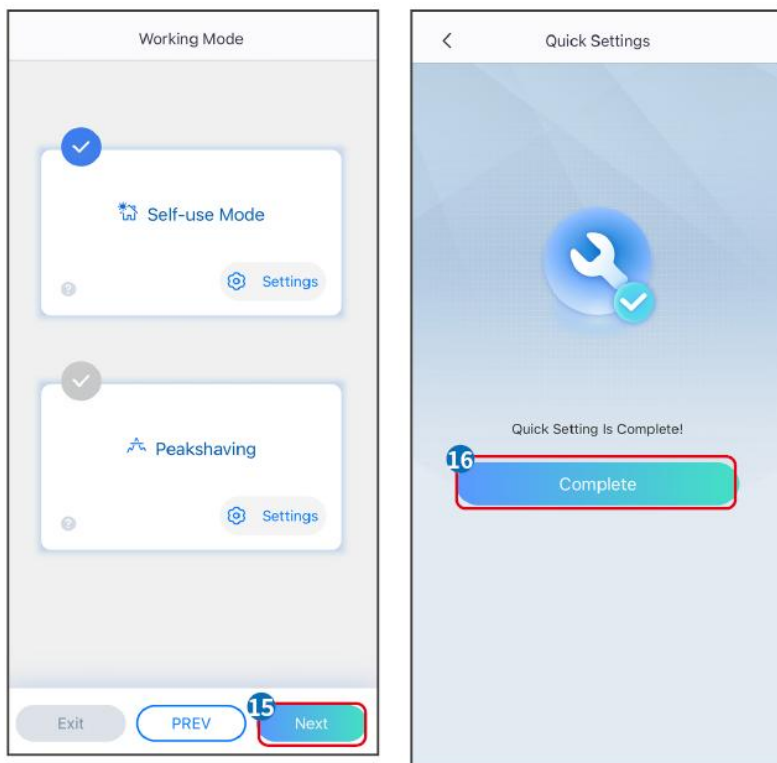 Working Mode
Self-use Mode
?
Settings
Peakshaving
?
Settings
Exit
PREV
15
Next
Quick Settings
Quick Setting Is Complete!
16
Complete